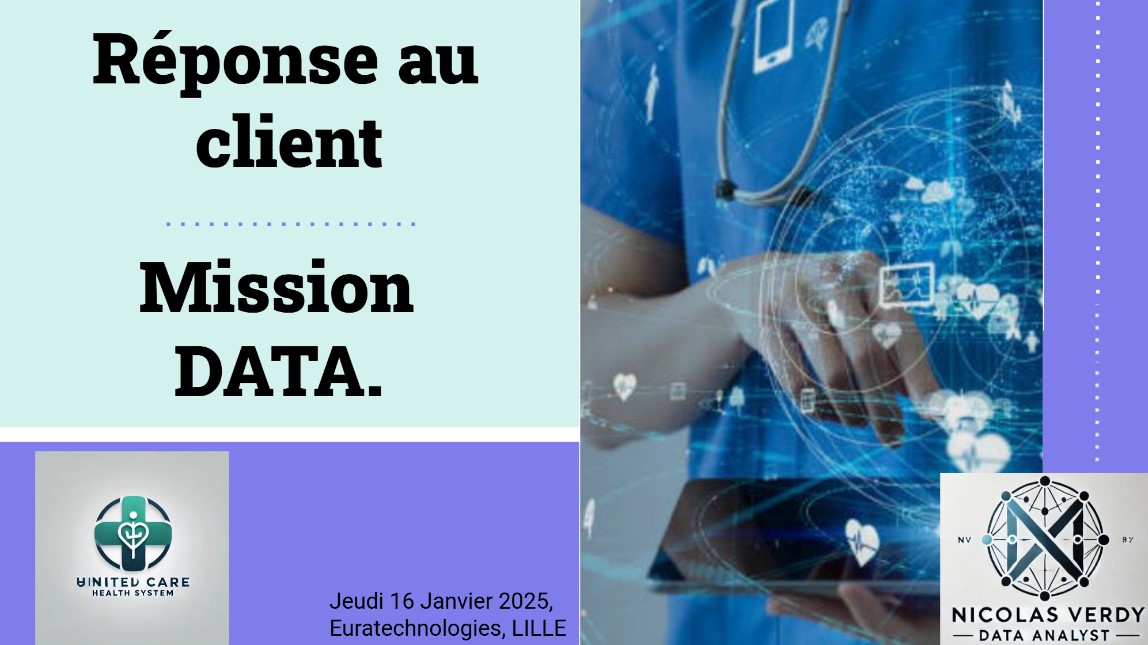 Réponse au
client
Mission
DATA.
UNITED CARE
HEALTH SYSTEM
Jeudi 16 Janvier 2025,
Euratechnologies, LILLE
NV
BY
NICOLAS VERDY
DATA ANALYST